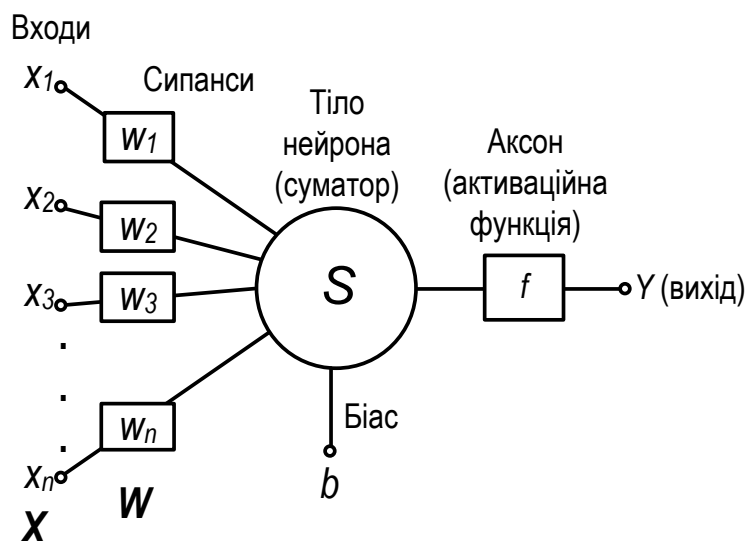 Входи
x1
Сипанси
w1
Тіло
нейрона
(суматор)
Аксон
(активаційна
функція)
x2
w2
x3
w3
S
f
Y (вихід)
.
.
.
wn
Біас
xn
b
X
W